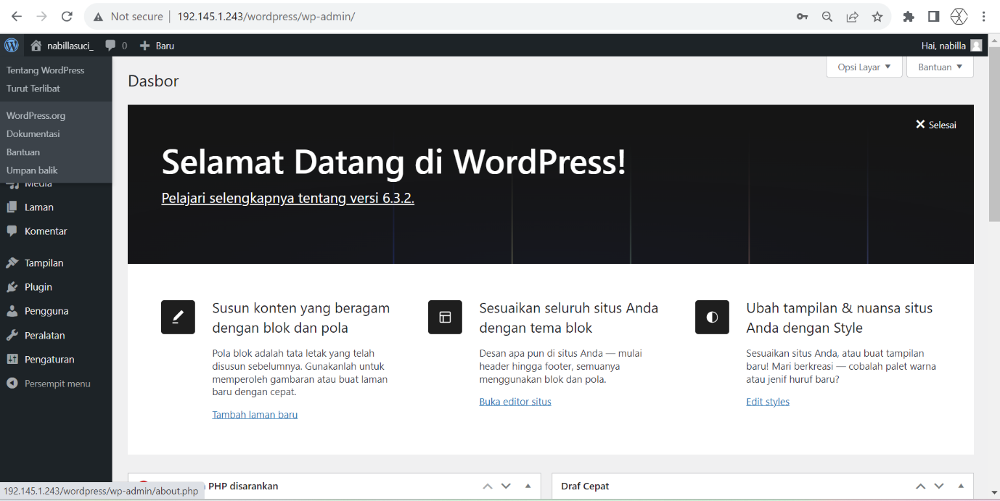 Not secure | 192.145.1.243/wordpress/wp-admin/
nabillasuci_ 0 Baru Hai, nabilla
Tentang WordPress
Turut Terlibat
WordPress.org
Dokumentasi
Bantuan
Umpan balik
Media
Laman
Komentar
Tampilan
Plugin
Pengguna
Peralatan
Pengaturan
Persempit menu
Opsi Layar Bantuan
Dasbor
Selesai
Selamat Datang di WordPress!
Pelajari selengkapnya tentang versi 6.3.2.
Susun konten yang beragam
dengan blok dan pola
Pola blok adalah tata letak yang telah
disusun sebelumnya. Gunakanlah untuk
memperoleh gambaran atau buat laman
baru dengan cepat.
Tambah laman baru
Sesuaikan seluruh situs Anda
dengan tema blok
Desan apa pun di situs Anda — mulai
header hingga footer, semuanya
menggunakan blok dan pola.
Buka editor situs
Ubah tampilan & nuansa situs
Anda dengan Style
Sesuaikan situs Anda, atau buat tampilan
baru! Mari berkreasi — cobalah palet warna
atau jenif huruf baru?
Edit styles
PHP disarankan
Draf Cepat
192.145.1.243/wordpress/wp-admin/about.php